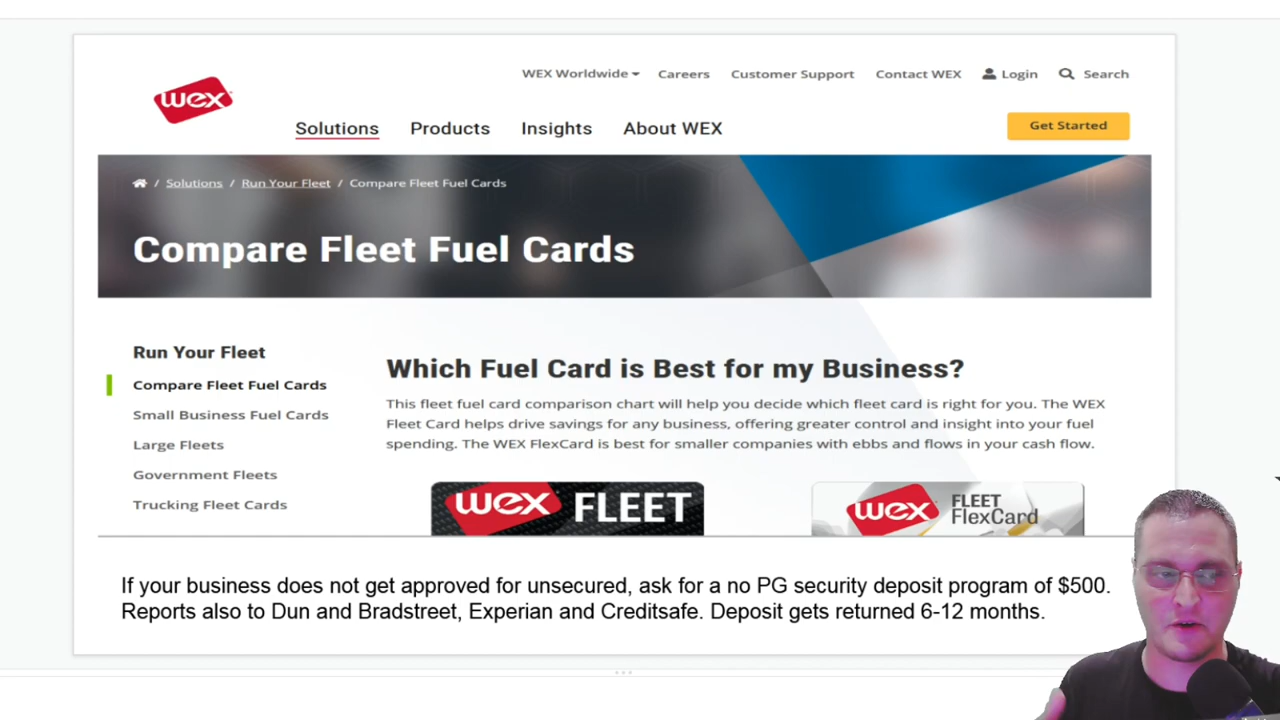 WEX Worldwide Careers Customer Support Contact WEX Login Search
wex
Solutions Products Insights About WEX Get Started
/ Solutions / Run Your Fleet / Compare Fleet Fuel Cards
Compare Fleet Fuel Cards
Run Your Fleet
Compare Fleet Fuel Cards
Small Business Fuel Cards
Large Fleets
Government Fleets
Trucking Fleet Cards
Which Fuel Card is Best for my Business?
This fleet fuel card comparison chart will help you decide which fleet card is right for you. The WEX
Fleet Card helps drive savings for any business, offering greater control and insight into your fuel
spending. The WEX FlexCard is best for smaller companies with ebbs and flows in your cash flow.
wex FLEET
wex FLEET
FlexCard
If your business does not get approved for unsecured, ask for a no PG security deposit program of $500.
Reports also to Dun and Bradstreet, Experian and Creditsafe. Deposit gets returned 6-12 months.